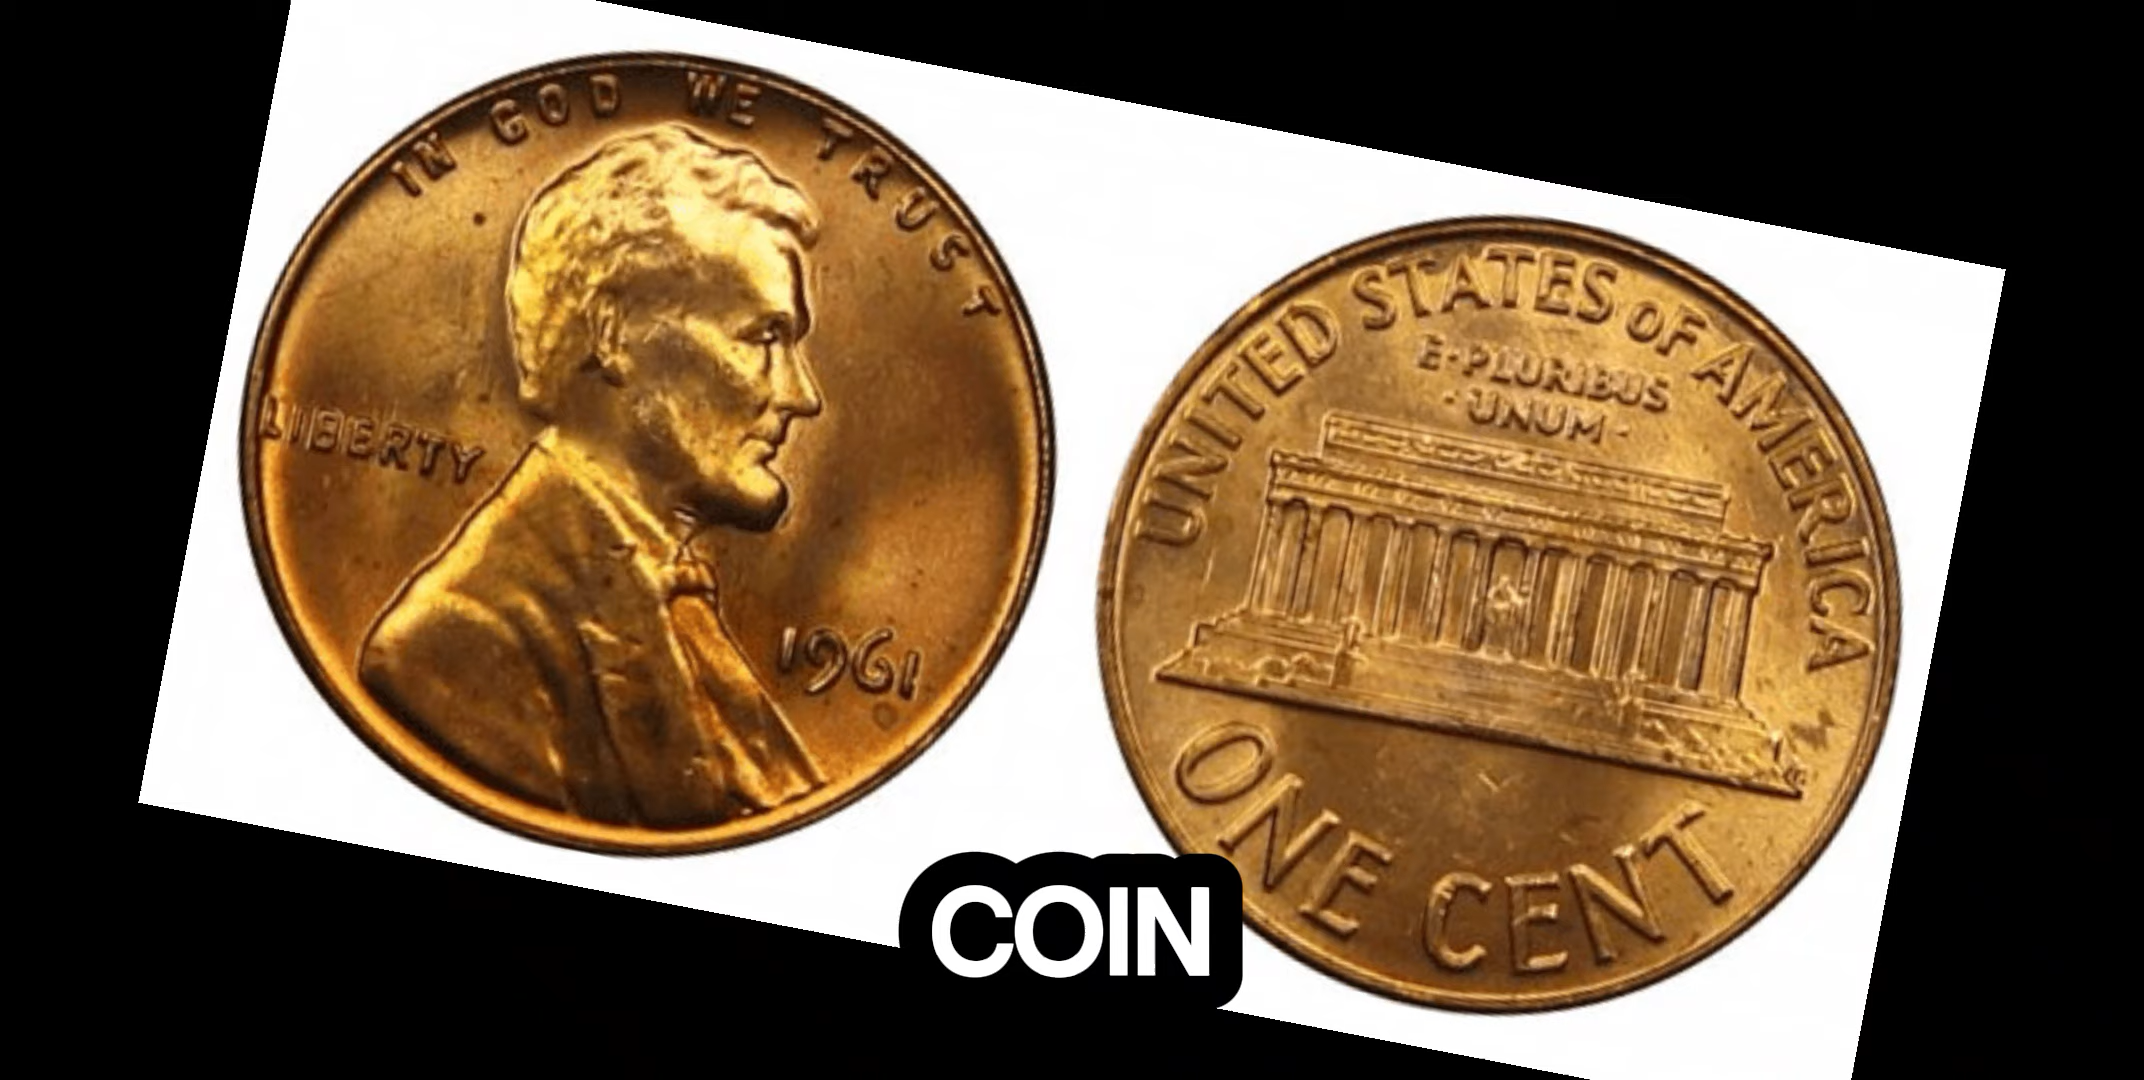 IN GOD WE TRUST
LIBERTY
1961
UNITED STATES OF AMERICA
E·PLURIBUS
·UNUM·
ONE CENT
COIN